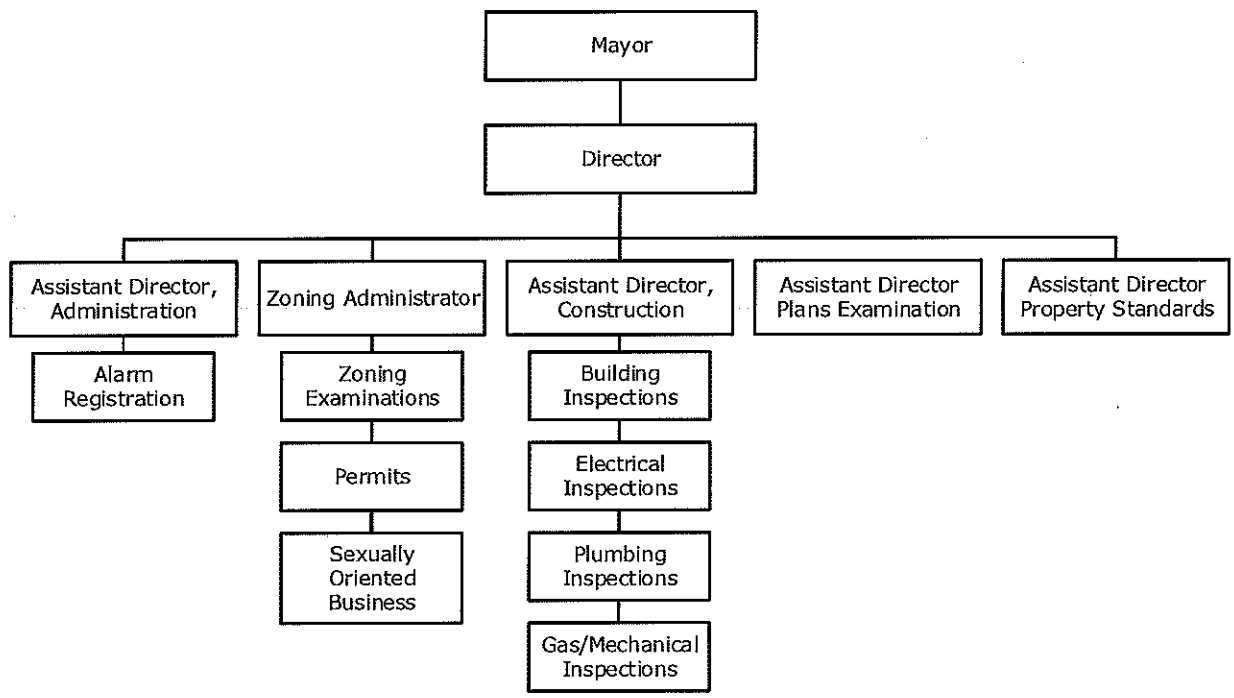 Mayor
Director
Assistant Director,
Administration
Zoning Administrator
Assistant Director,
Construction
Assistant Director
Plans Examination
Assistant Director
Property Standards
Alarm
Registration
Zoning
Examinations
Building
Inspections
Permits
Electrical
Inspections
Sexually
Oriented
Business
Plumbing
Inspections
Gas/Mechanical
Inspections